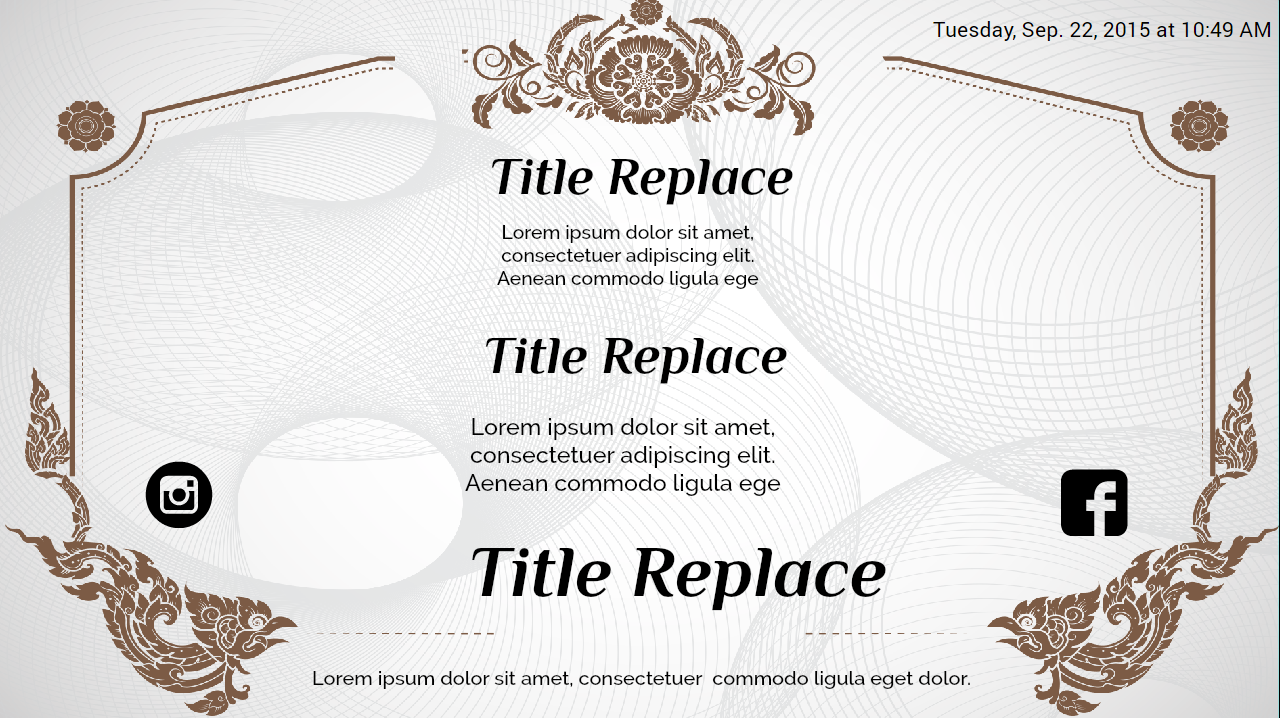 Tuesday, Sep. 22, 2015 at 10:49 AM
Title Replace
Lorem ipsum dolor sit amet,
consectetuer adipiscing elit.
Aenean commodo ligula ege
Title Replace
Lorem ipsum dolor sit amet,
consectetuer adipiscing elit.
Aenean commodo ligula ege
Title Replace
Lorem ipsum dolor sit amet, consectetuer  commodo ligula eget dolor.